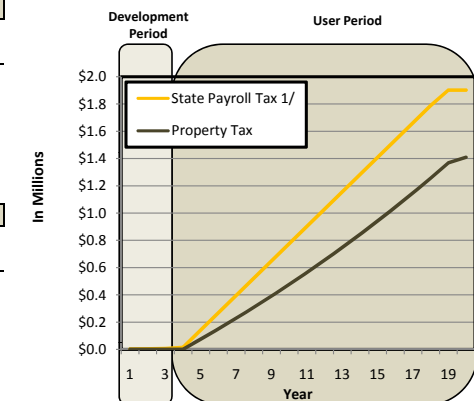 Development
Period
User Period
$2.0
$1.8
$1.6
$1.4
$1.2
$1.0
$0.8
$0.6
$0.4
$0.2
$0.0
In Millions
State Payroll Tax 1/
Property Tax
1 3 5 7 9 11 13 15 17 19
Year